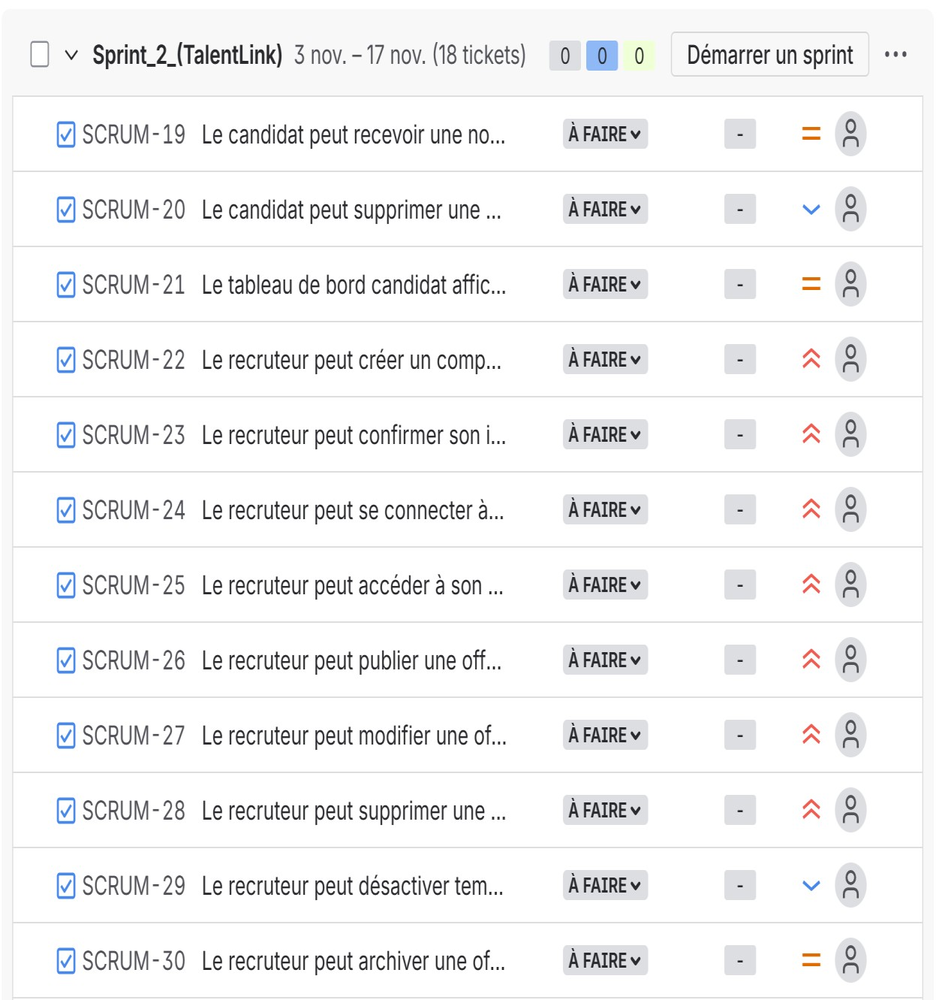 Sprint_2_(TalentLink) 3 nov. – 17 nov. (18 tickets) 0 0 0 Démarrer un sprint ...
SCRUM-19 Le candidat peut recevoir une no... À FAIRE -
SCRUM-20 Le candidat peut supprimer une ... À FAIRE -
SCRUM-21 Le tableau de bord candidat affic... À FAIRE -
SCRUM-22 Le recruteur peut créer un comp... À FAIRE -
SCRUM-23 Le recruteur peut confirmer son i... À FAIRE -
SCRUM-24 Le recruteur peut se connecter à... À FAIRE -
SCRUM-25 Le recruteur peut accéder à son ... À FAIRE -
SCRUM-26 Le recruteur peut publier une off... À FAIRE -
SCRUM-27 Le recruteur peut modifier une of... À FAIRE -
SCRUM-28 Le recruteur peut supprimer une ... À FAIRE -
SCRUM-29 Le recruteur peut désactiver tem... À FAIRE -
SCRUM-30 Le recruteur peut archiver une of... À FAIRE -